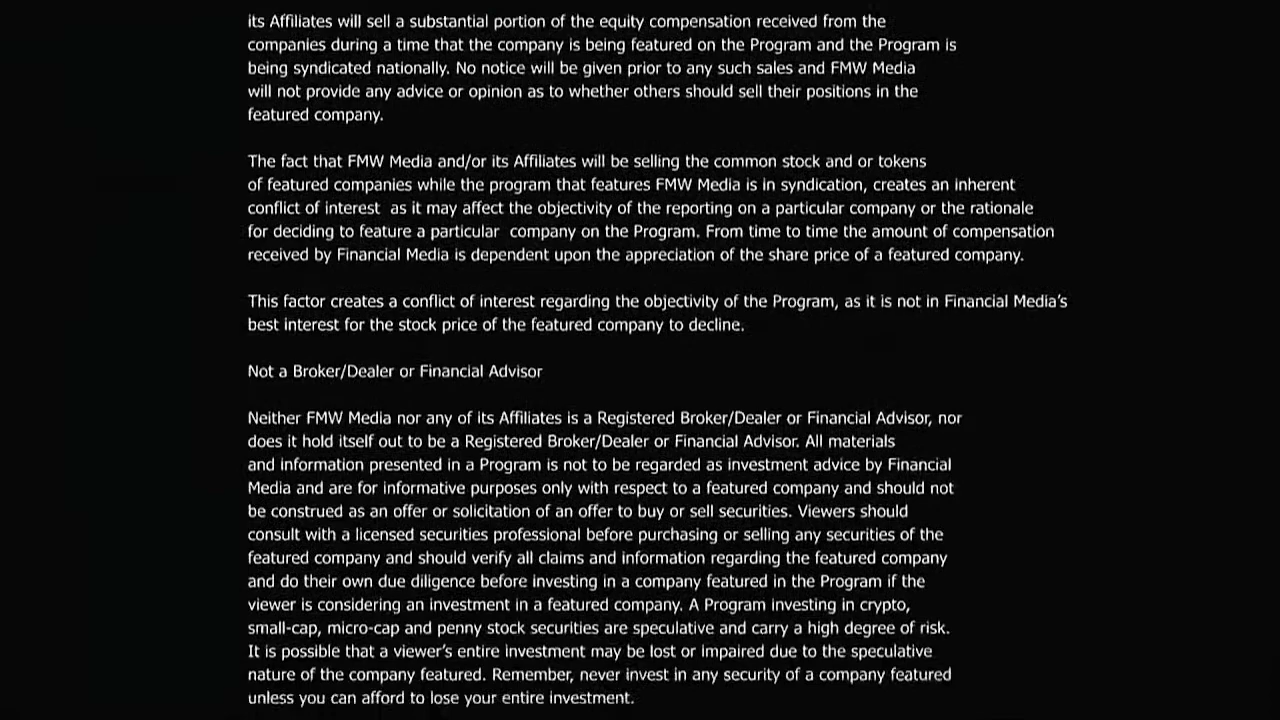 its Affiliates will sell a substantial portion of the equity compensation received from the
companies during a time that the company is being featured on the Program and the Program is
being syndicated nationally. No notice will be given prior to any such sales and FMW Media
will not provide any advice or opinion as to whether others should sell their positions in the
featured company.
The fact that FMW Media and/or its Affiliates will be selling the common stock and or tokens
of featured companies while the program that features FMW Media is in syndication, creates an inherent
conflict of interest as it may affect the objectivity of the reporting on a particular company or the rationale
for deciding to feature a particular company on the Program. From time to time the amount of compensation
received by Financial Media is dependent upon the appreciation of the share price of a featured company.
This factor creates a conflict of interest regarding the objectivity of the Program, as it is not in Financial Media's
best interest for the stock price of the featured company to decline.
Not a Broker/Dealer or Financial Advisor
Neither FMW Media nor any of its Affiliates is a Registered Broker/Dealer or Financial Advisor, nor
does it hold itself out to be a Registered Broker/Dealer or Financial Advisor. All materials
and information presented in a Program is not to be regarded as investment advice by Financial
Media and are for informative purposes only with respect to a featured company and should not
be construed as an offer or solicitation of an offer to buy or sell securities. Viewers should
consult with a licensed securities professional before purchasing or selling any securities of the
featured company and should verify all claims and information regarding the featured company
and do their own due diligence before investing in a company featured in the Program if the
viewer is considering an investment in a featured company. A Program investing in crypto,
small-cap, micro-cap and penny stock securities are speculative and carry a high degree of risk.
It is possible that a viewer's entire investment may be lost or impaired due to the speculative
nature of the company featured. Remember, never invest in any security of a company featured
unless you can afford to lose your entire investment.